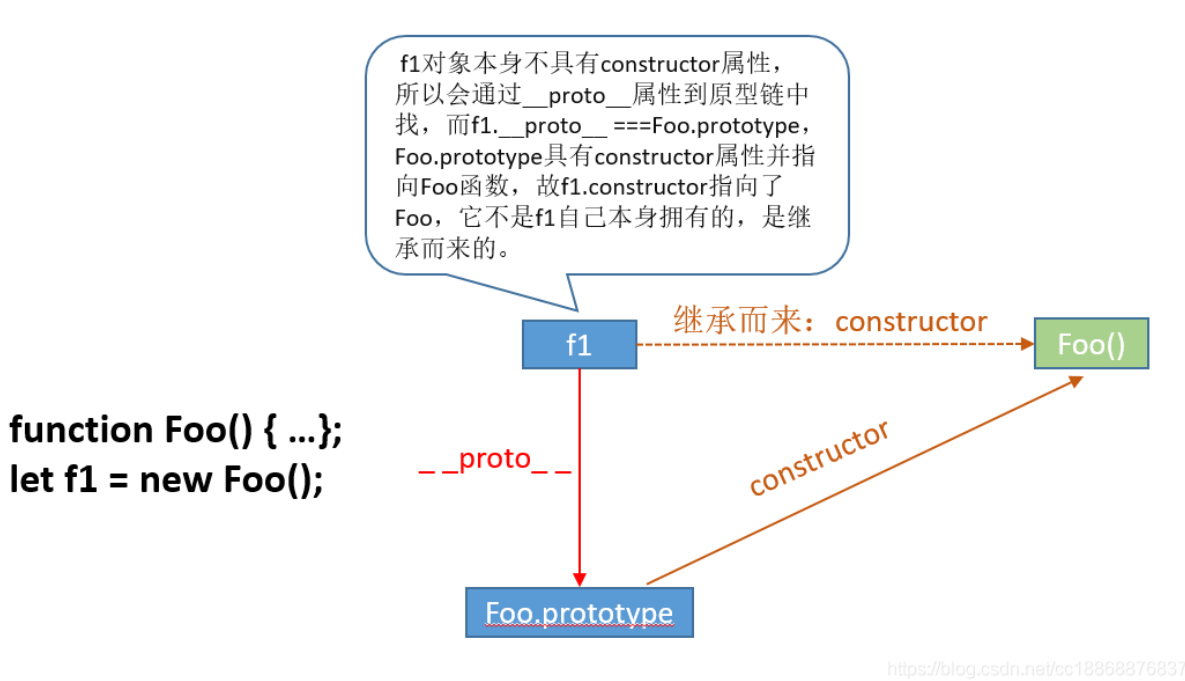 f1对象本身不具有constructor属性，
所以会通过__proto__属性到原型链中
找，而f1.__proto__ ===Foo.prototype，
Foo.prototype具有constructor属性并指
向Foo函数，故f1.constructor指向了
Foo，它不是f1自己本身拥有的，是继
承而来的。
继承而来：constructor
f1
Foo()
function Foo() { …};
let f1 = new Foo();
_ _proto_ _
constructor
Foo.prototype
https://blog.csdn.net/cc18868876837